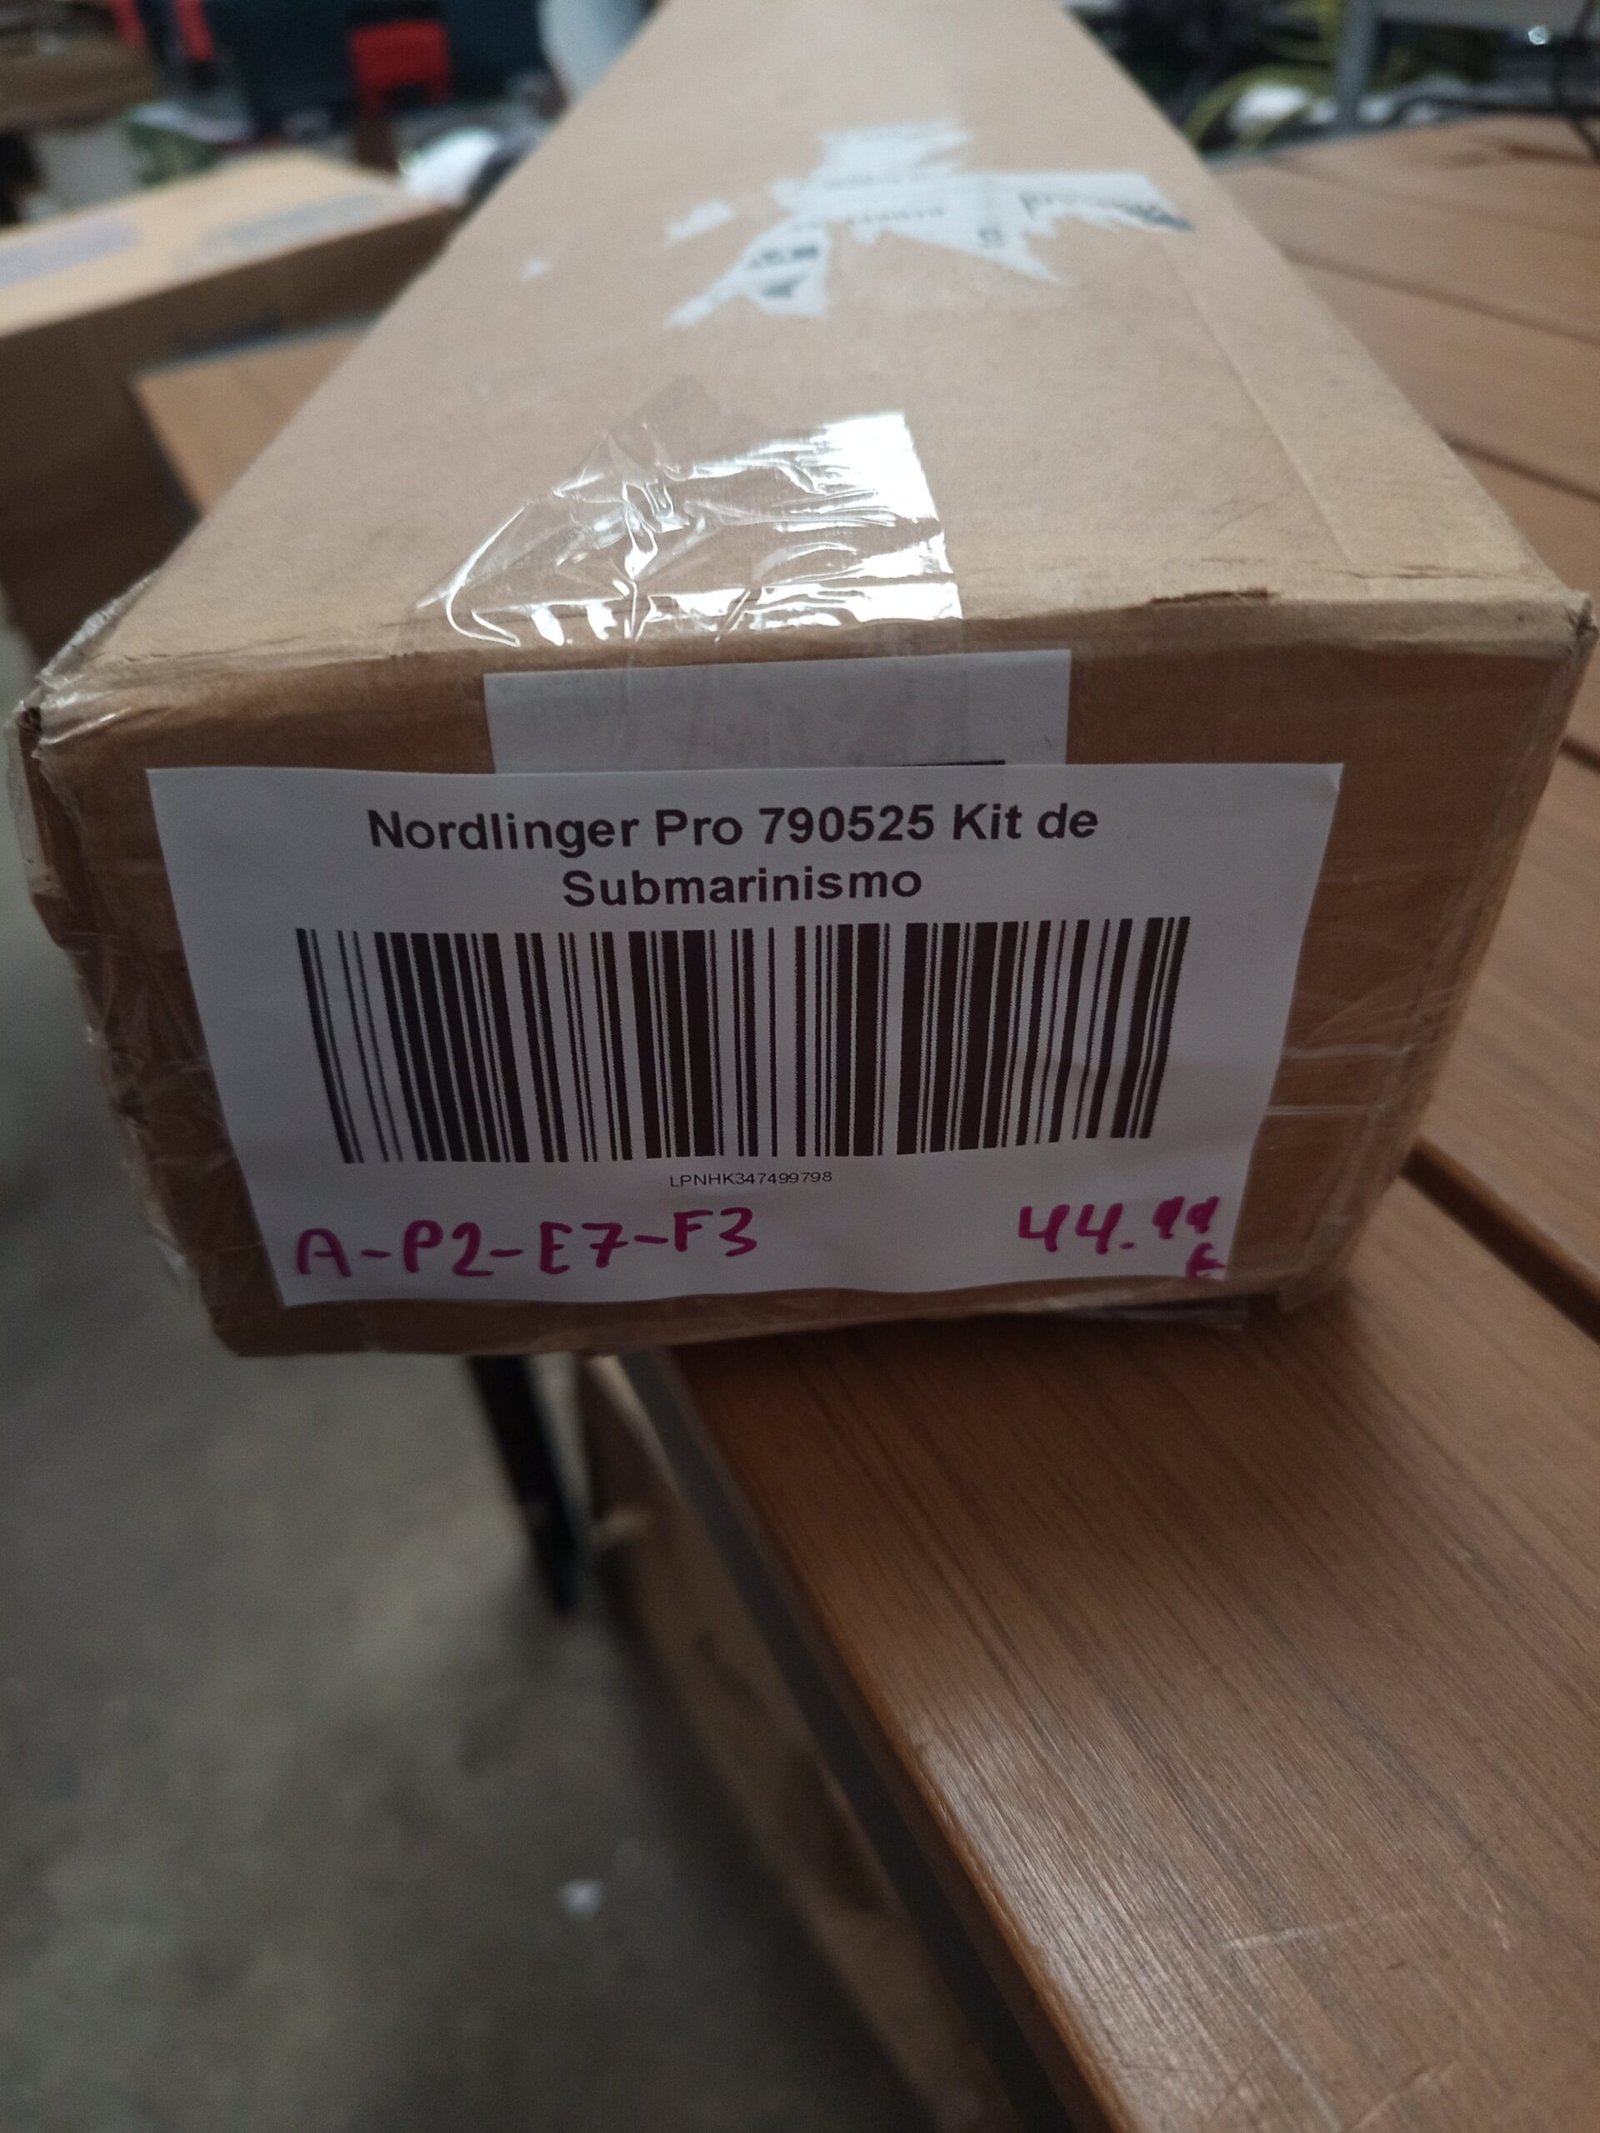 Nordlinger Pro 790525 Kit de
Submarinismo
LPNHK347499798
A-P2-E7-F3 44.99
€